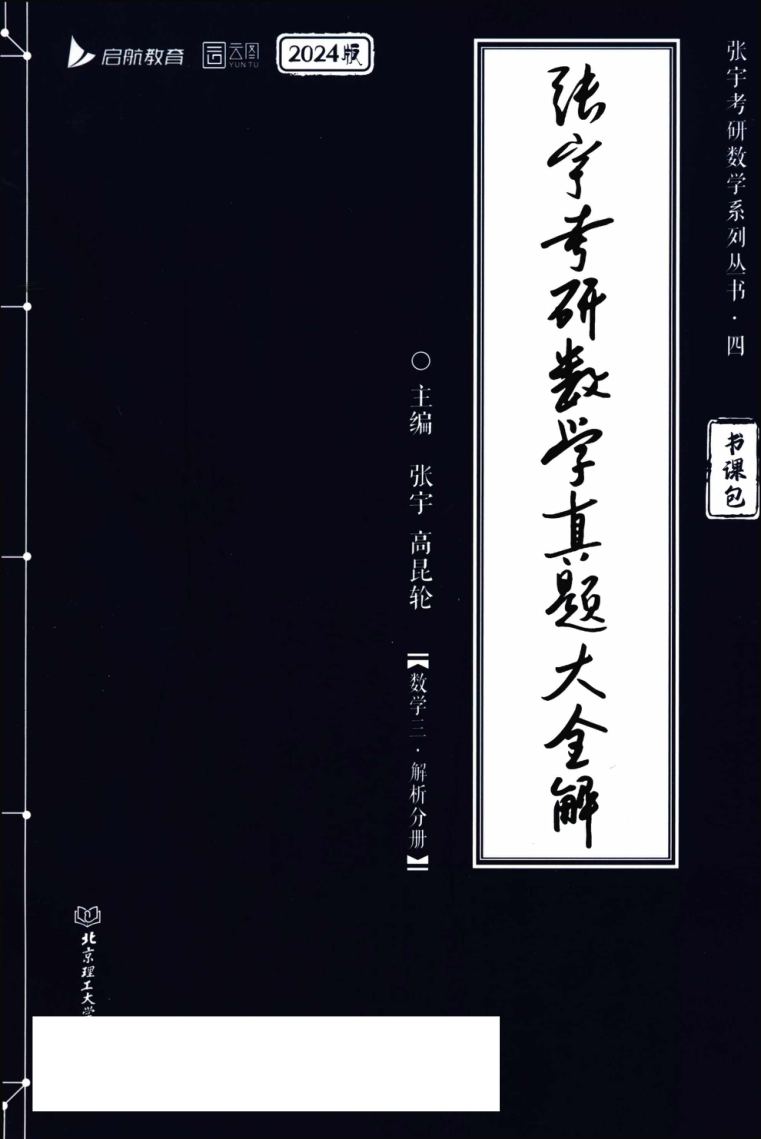 启航教育
云图
YUNTU
2024版
张宇考研数学系列丛书·四
书课包
张宇考研数学真题大全解
主编 张宇 高昆轮
【数学三·解析分册】
北京理工大学